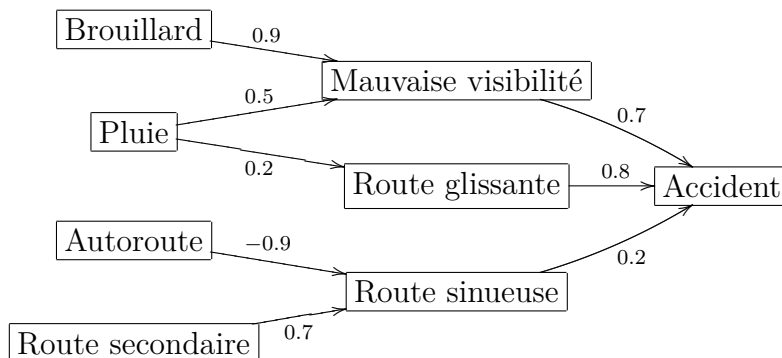 Brouillard
0.9
Mauvaise visibilité
0.5
0.7
Pluie
0.2
Route glissante
0.8
Accident
Autoroute
−0.9
0.2
Route sinueuse
0.7
Route secondaire